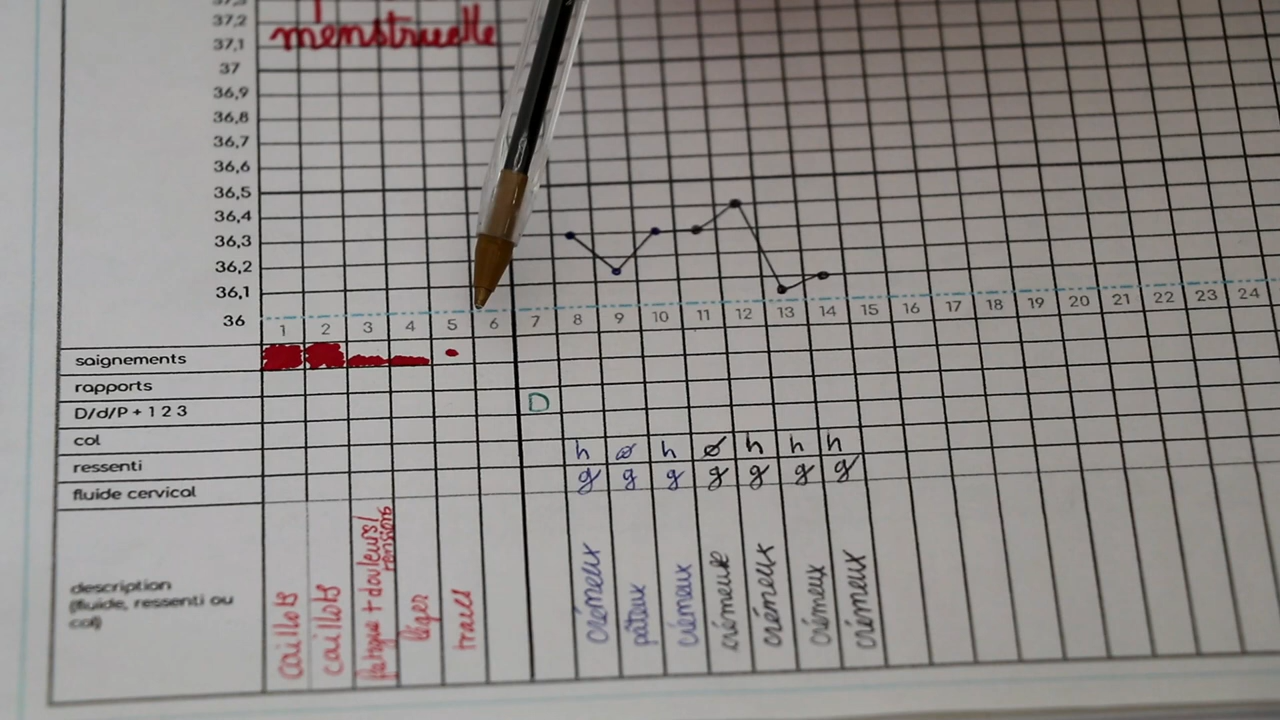 37,2
menstruelle
37,1
37
36,9
36,8
36,7
36,6
36,5
36,4
36,3
36,2
36,1
36
1 2 3 4 5 6 7 8 9 10 11 12 13 14 15 16 17 18 19 20 21 22 23 24
saignements
rapports
D/d/P + 1 2 3
D
col
h ø h ø h h h
ressenti
g g g g g g g
fluide cervical
description
(fluide, ressenti ou
col)
caillots
caillots
fatigue + douleurs/
tensions
léger
traces
crémeux
pâteux
crémeux
crémeuse
crémeux
crémeux
crémeux